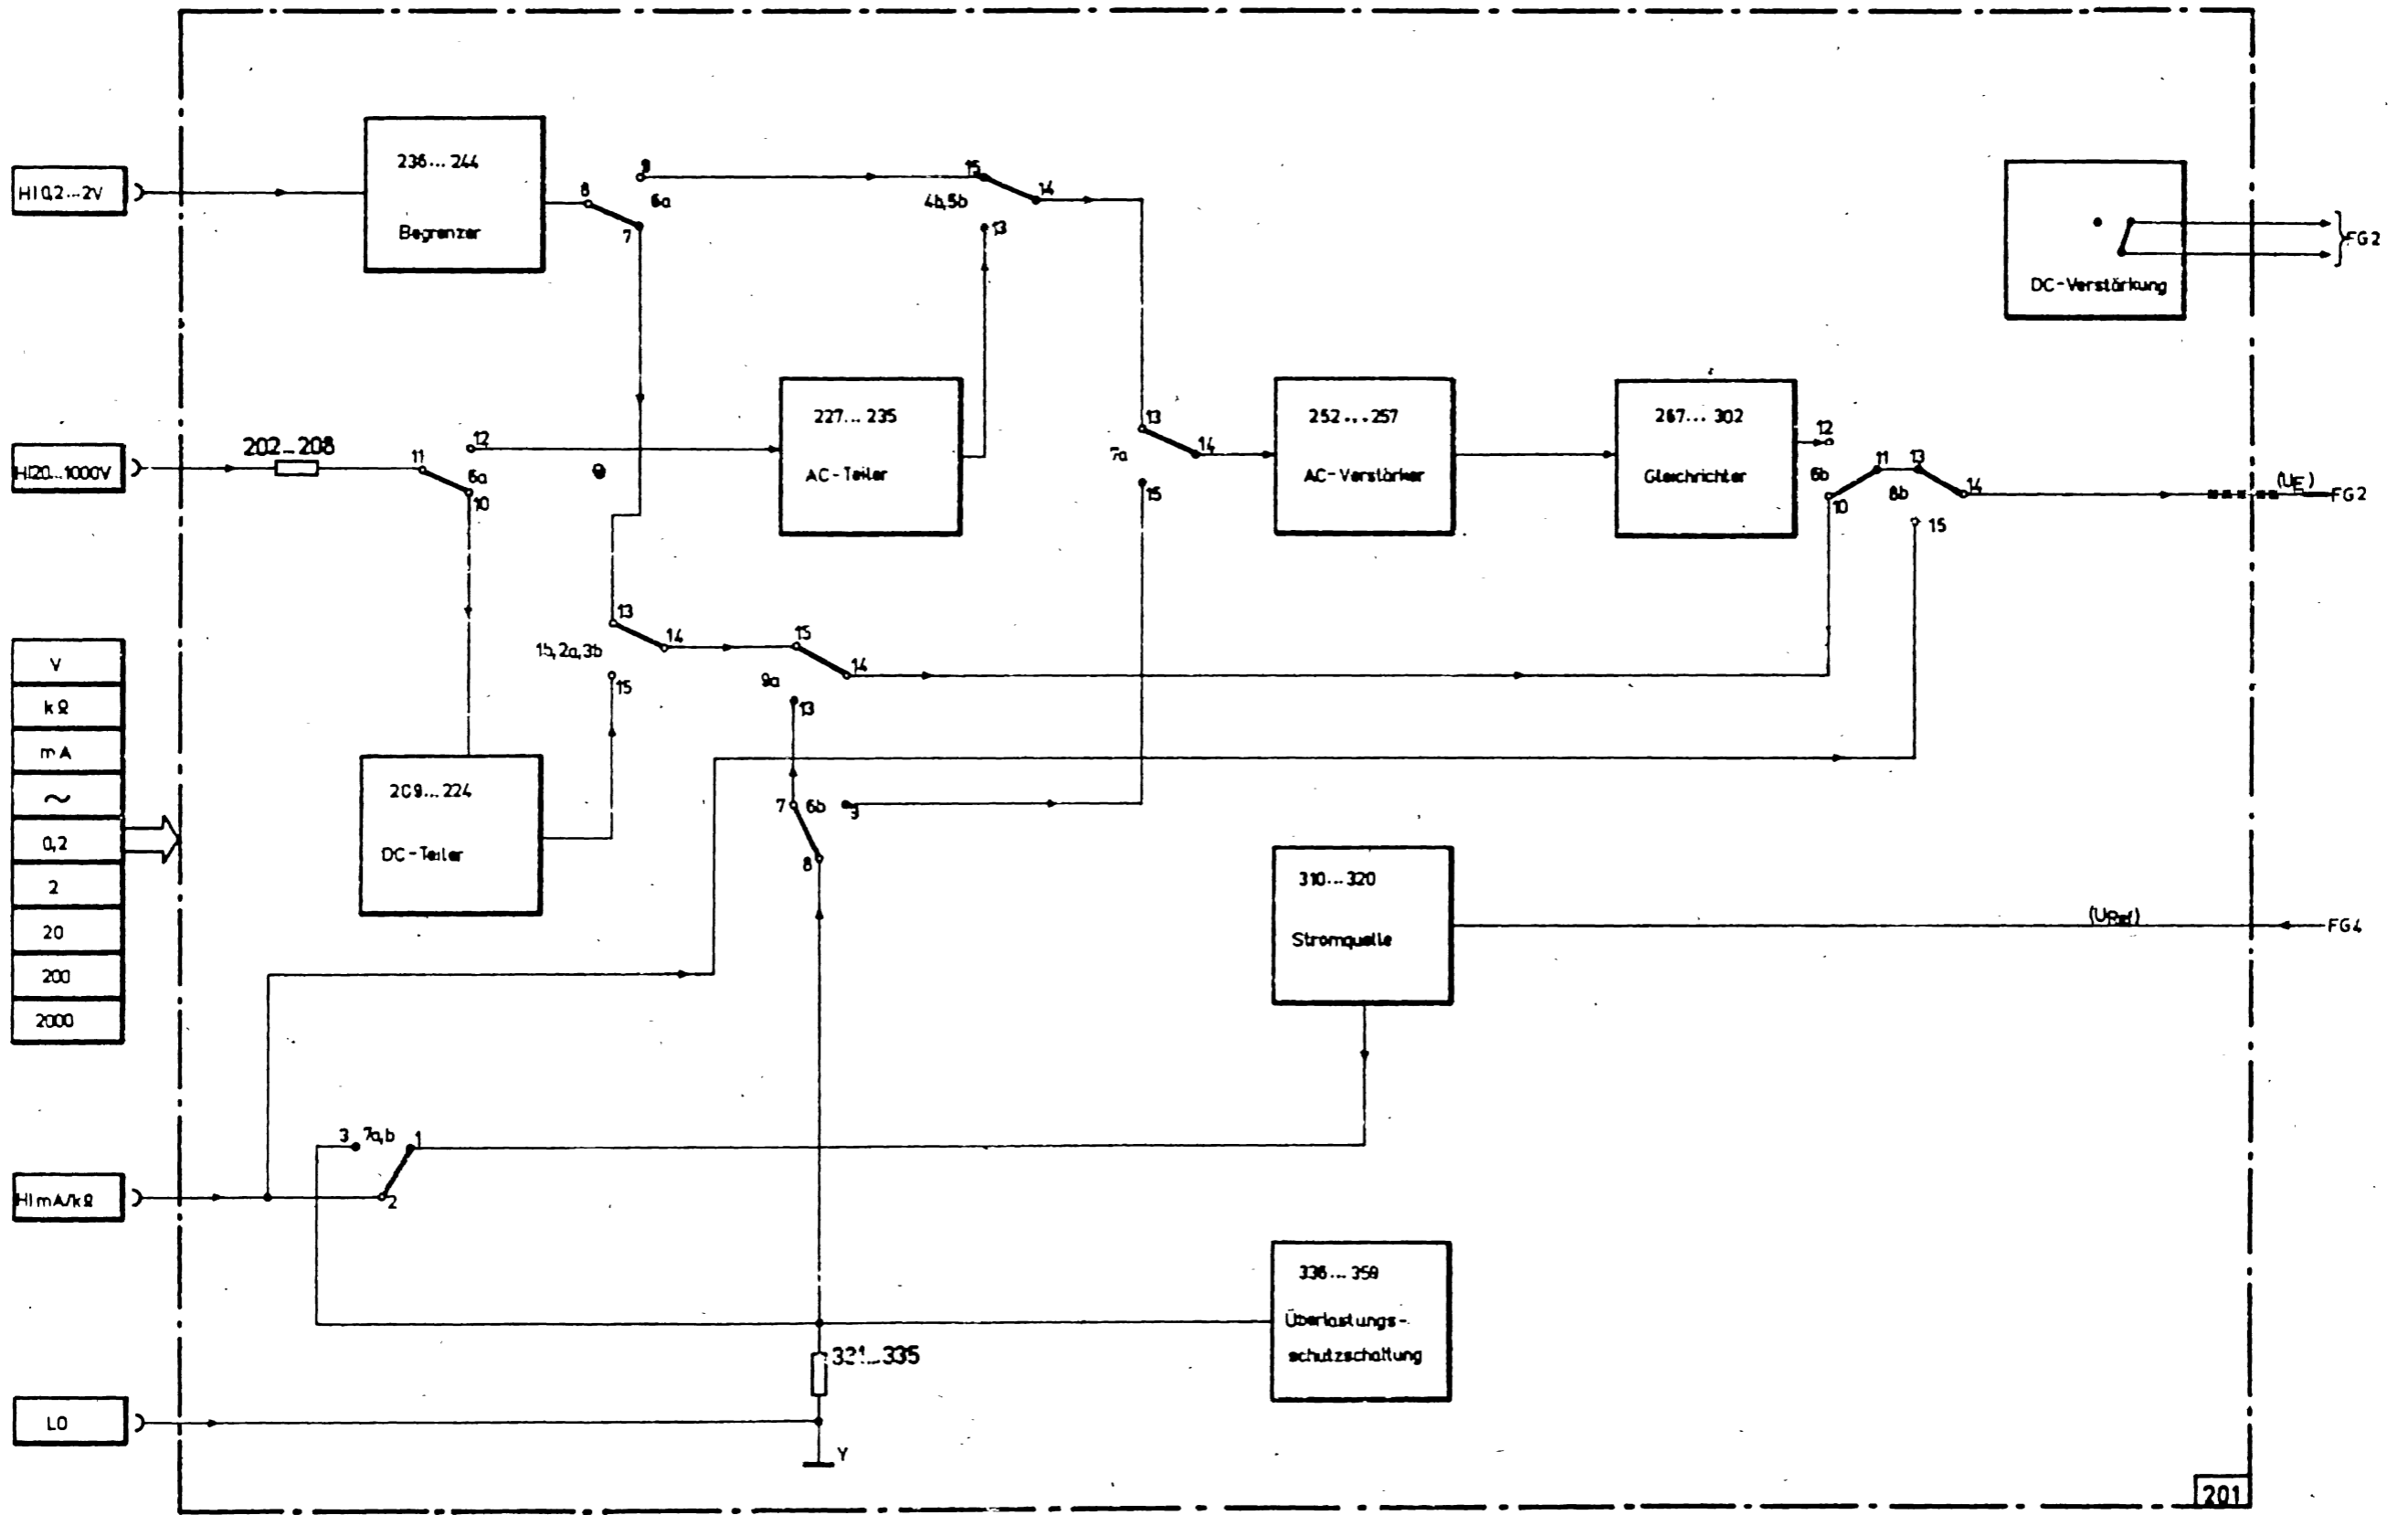 236... 244
Begrenzer
HI 0,2...2V
8
9
6a
7
15
4b,5b
14
13
DC-Verstärkung
FG2
HI20...1000V
202...208
11
12
6a
10
227... 235
AC-Teiler
13
14
7a
15
252...257
AC-Verstärker
267... 302
Gleichrichter
12
6b
10
11
13
8b
14
15
(UE)
FG2
13
14
1b,2a,3b
15
15
14
9a
13
V
kΩ
mA
~
0,2
2
20
200
2000
209... 224
DC-Teiler
7
6b
9
8
310...320
Stromquelle
(URef)
FG4
3
7a,b
1
2
HI mA/kΩ
336... 359
Überlastungs-
schutzschaltung
321...335
LO
Y
201